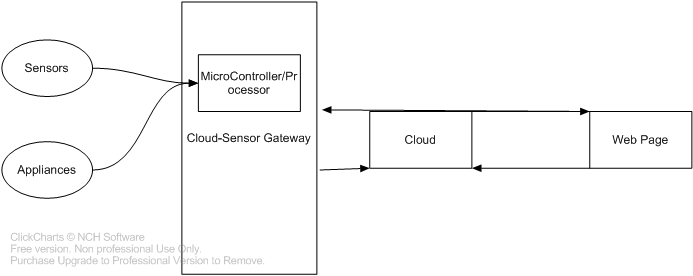 Sensors
MicroController/Pr
ocessor
Cloud-Sensor Gateway
Cloud
Web Page
Appliances
ClickCharts © NCH Software
Free version. Non professional Use Only.
Purchase Upgrade to Professional Version to Remove.